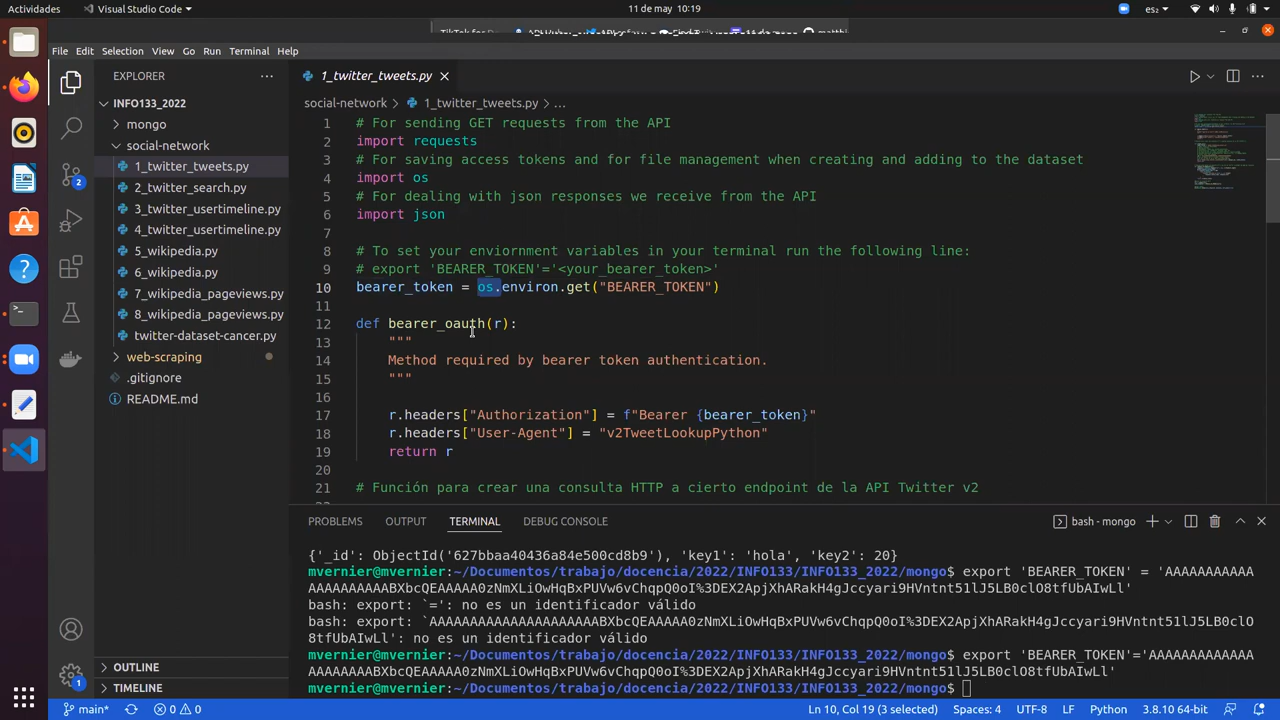 Actividades
Visual Studio Code
11 de may 10:19
es₂
File Edit Selection View Go Run Terminal Help
EXPLORER
1_twitter_tweets.py
INFO133_2022
mongo
social-network
1_twitter_tweets.py
2_twitter_search.py
3_twitter_usertimeline.py
4_twitter_usertimeline.py
5_wikipedia.py
6_wikipedia.py
7_wikipedia_pageviews.py
8_wikipedia_pageviews.py
twitter-dataset-cancer.py
web-scraping
.gitignore
README.md
OUTLINE
TIMELINE
social-network > 1_twitter_tweets.py > ...
1 # For sending GET requests from the API
2 import requests
3 # For saving access tokens and for file management when creating and adding to the dataset
4 import os
5 # For dealing with json responses we receive from the API
6 import json
7
8 # To set your enviornment variables in your terminal run the following line:
9 # export 'BEARER_TOKEN'='<your_bearer_token>'
10 bearer_token = os.environ.get("BEARER_TOKEN")
11
12 def bearer_oauth(r):
13 """
14 Method required by bearer token authentication.
15 """
16
17 r.headers["Authorization"] = f"Bearer {bearer_token}"
18 r.headers["User-Agent"] = "v2TweetLookupPython"
19 return r
20
21 # Función para crear una consulta HTTP a cierto endpoint de la API Twitter v2
PROBLEMS OUTPUT TERMINAL DEBUG CONSOLE
bash - mongo
{'_id': ObjectId('627bbaa40436a84e500cd8b9'), 'key1': 'hola', 'key2': 20}
mvernier@mvernier:~/Documentos/trabajo/docencia/2022/INFO133/INFO133_2022/mongo$ export 'BEARER_TOKEN' = 'AAAAAAAAAAA
AAAAAAAAAABXbcQEAAAAA0zNmXLiOwHqBxPUVw6vChqpQ0oI%3DEX2ApjXhARakH4gJccyari9HVntnt51lJ5LB0clO8tfUbAIwLl'
bash: export: `=': no es un identificador válido
bash: export: `AAAAAAAAAAAAAAAAAAAAABXbcQEAAAAA0zNmXLiOwHqBxPUVw6vChqpQ0oI%3DEX2ApjXhARakH4gJccyari9HVntnt51lJ5LB0clO
8tfUbAIwLl': no es un identificador válido
mvernier@mvernier:~/Documentos/trabajo/docencia/2022/INFO133/INFO133_2022/mongo$ export 'BEARER_TOKEN'='AAAAAAAAAAAAA
AAAAAAAABXbcQEAAAAA0zNmXLiOwHqBxPUVw6vChqpQ0oI%3DEX2ApjXhARakH4gJccyari9HVntnt51lJ5LB0clO8tfUbAIwLl'
mvernier@mvernier:~/Documentos/trabajo/docencia/2022/INFO133/INFO133_2022/mongo$
main* 0 0
Ln 10, Col 19 (3 selected) Spaces: 4 UTF-8 LF Python 3.8.10 64-bit